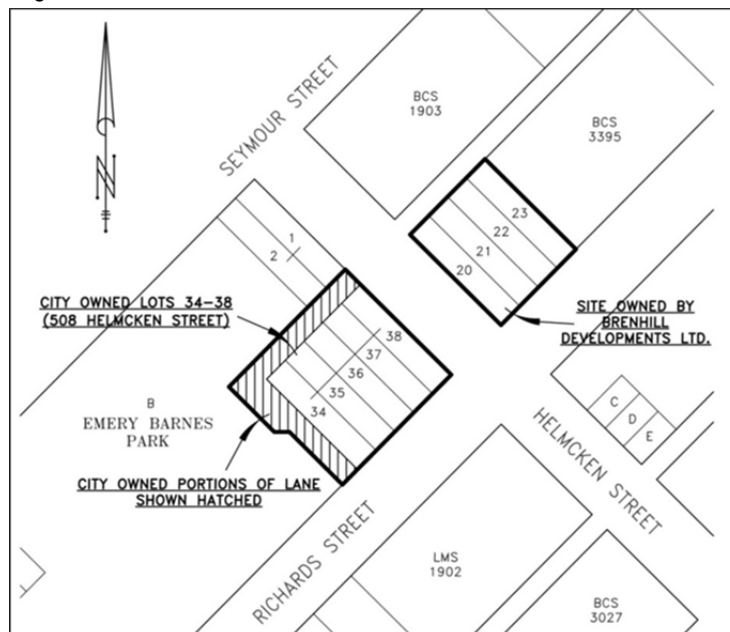 SEYMOUR STREET
BCS
1903
BCS
3395
N
1
2
23
22
21
20
CITY OWNED LOTS 34-38
(508 HELMCKEN STREET)
SITE OWNED BY
BRENHILL
DEVELOPMENTS LTD.
38
37
36
35
34
B
EMERY BARNES
PARK
C
D
E
HELMCKEN STREET
CITY OWNED PORTIONS OF LANE
SHOWN HATCHED
RICHARDS STREET
LMS
1902
BCS
3027